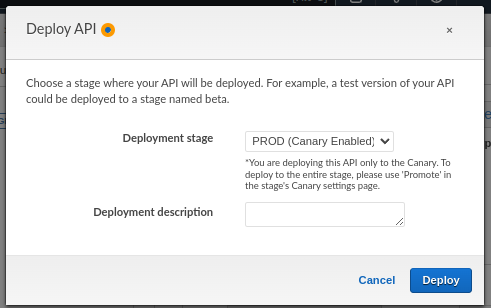 Deploy API
×
Choose a stage where your API will be deployed. For example, a test version of your API
could be deployed to a stage named beta.
Deployment stage
PROD (Canary Enabled)
*You are deploying this API only to the Canary. To
deploy to the entire stage, please use 'Promote' in
the stage's Canary settings page.
Deployment description
Cancel
Deploy